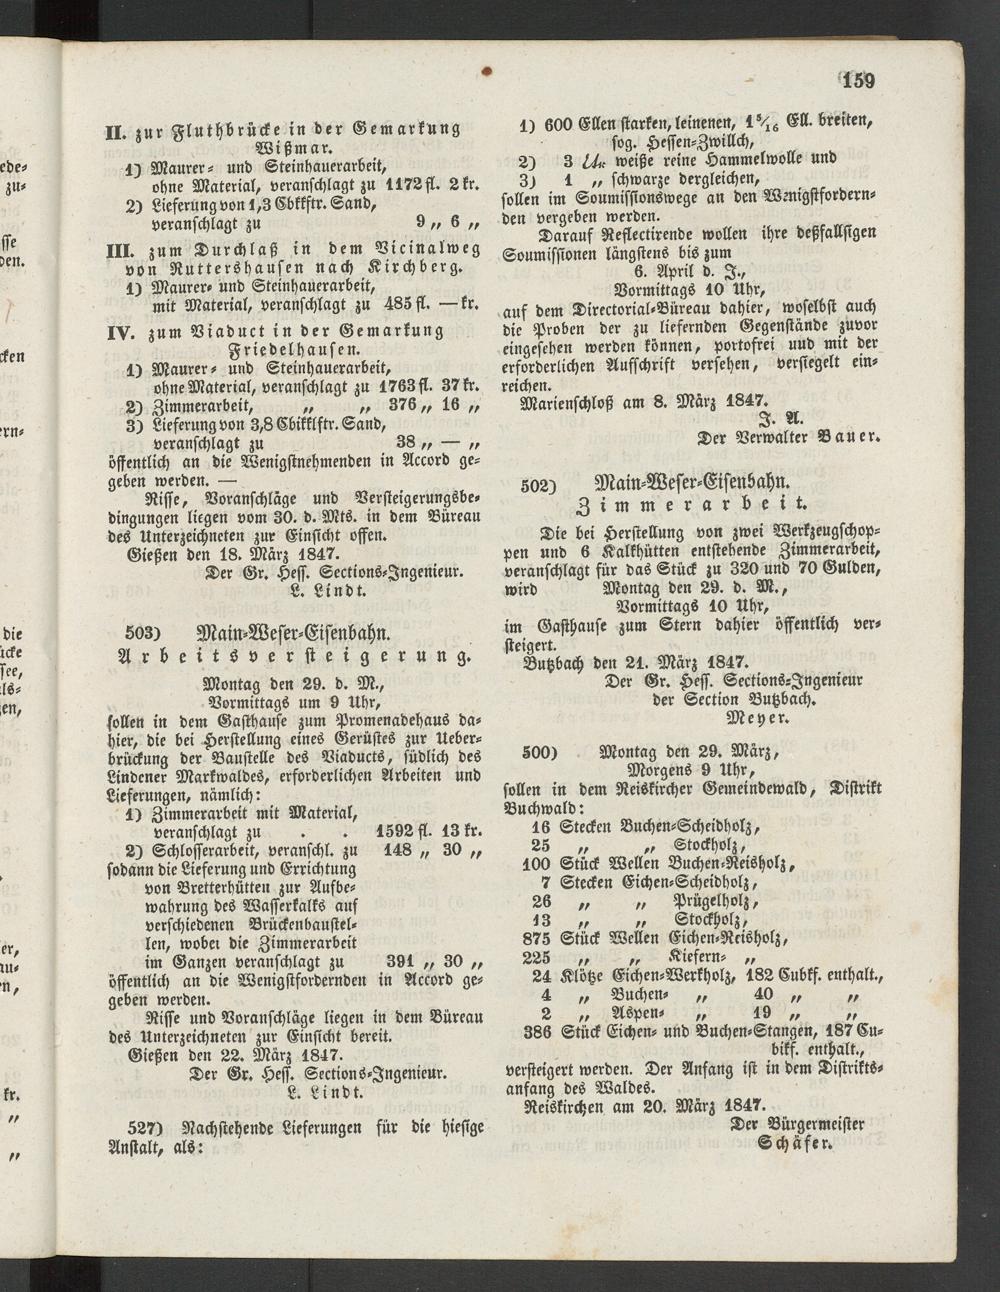 159
II. zur Fluthbrücke in der Gemarkung
Wißmar.
1) Maurer- und Steinhauerarbeit,
ohne Material, veranschlagt zu 1172 fl. 2 kr.
2) Lieferung von 1,3 Cbkkftr. Sand,
veranschlagt zu 9 „ 6 „
III. zum Durchlaß in dem Vicinalweg
von Ruttershausen nach Kirchberg.
1) Maurer- und Steinhauerarbeit,
mit Material, veranschlagt zu 485 fl. — kr.
IV. zum Viaduct in der Gemarkung
Friedelhausen.
1) Maurer- und Steinhauerarbeit,
ohne Material, veranschlagt zu 1763 fl. 37 kr.
2) Zimmerarbeit, „ „ 376 „ 16 „
3) Lieferung von 3,8 Cbikklftr. Sand,
veranschlagt zu 38 „ — „
öffentlich an die Wenigstnehmenden in Accord ge-
geben werden. —
Risse, Voranschläge und Versteigerungsbe-
dingungen liegen vom 30. d. Mts. in dem Büreau
des Unterzeichneten zur Einsicht offen.
Gießen den 18. März 1847.
Der Gr. Hess. Sections-Ingenieur.
L. Lindt.
503) Main-Weser-Eisenbahn.
Arbeitsversteigerung.
Montag den 29. d. M.,
Vormittags um 9 Uhr,
sollen in dem Gasthause zum Promenadehaus da-
hier, die bei Herstellung eines Gerüstes zur Ueber-
brückung der Baustelle des Viaducts, südlich des
Lindener Markwaldes, erforderlichen Arbeiten und
Lieferungen, nämlich:
1) Zimmerarbeit mit Material,
veranschlagt zu . . 1592 fl. 13 kr.
2) Schlosserarbeit, veranschl. zu 148 „ 30 „
sodann die Lieferung und Errichtung
von Bretterhütten zur Aufbe-
wahrung des Wasserkalks auf
verschiedenen Brückenbaustel-
len, wobei die Zimmerarbeit
im Ganzen veranschlagt zu 391 „ 30 „
öffentlich an die Wenigstfordernden in Accord ge-
geben werden.
Risse und Voranschläge liegen in dem Büreau
des Unterzeichneten zur Einsicht bereit.
Gießen den 22. März 1847.
Der Gr. Hess. Sections-Ingenieur.
L. Lindt.
527) Nachstehende Lieferungen für die hiesige
Anstalt, als:
1) 600 Ellen starken, leinenen, 1 5/16 Ell. breiten,
sog. Hessen-Zwillch,
2) 3 ℔ weiße reine Hammelwolle und
3) 1 „ schwarze dergleichen,
sollen im Soumissionswege an den Wenigstfordern-
den vergeben werden.
Darauf Reflectirende wollen ihre deßfallsigen
Soumissionen längstens bis zum
6. April d. J.,
Vormittags 10 Uhr,
auf dem Directorial-Büreau dahier, woselbst auch
die Proben der zu liefernden Gegenstände zuvor
eingesehen werden können, portofrei und mit der
erforderlichen Aufschrift versehen, versiegelt ein-
reichen.
Marienschloß am 8. März 1847.
J. A.
Der Verwalter Bauer.
502) Main-Weser-Eisenbahn.
Zimmerarbeit.
Die bei Herstellung von zwei Werkzeugschop-
pen und 6 Kalkhütten entstehende Zimmerarbeit,
veranschlagt für das Stück zu 320 und 70 Gulden,
wird Montag den 29. d. M.,
Vormittags 10 Uhr,
im Gasthause zum Stern dahier öffentlich ver-
steigert.
Butzbach den 21. März 1847.
Der Gr. Hess. Sections-Ingenieur
der Section Butzbach.
Meyer.
500) Montag den 29. März,
Morgens 9 Uhr,
sollen in dem Reiskircher Gemeindewald, Distrikt
Buchwald:
16 Stecken Buchen-Scheidholz,
25 „ „ Stockholz,
100 Stück Wellen Buchen-Reisholz,
7 Stecken Eichen-Scheidholz,
26 „ „ Prügelholz,
13 „ „ Stockholz,
875 Stück Wellen Eichen-Reisholz,
225 „ „ Kiefern- „
24 Klötze Eichen-Werkholz, 182 Cubkf. enthalt.,
4 „ Buchen- „ 40 „ „
2 „ Aspen- „ 19 „ „
386 Stück Eichen- und Buchen-Stangen, 187 Cu-
bikf. enthalt.,
versteigert werden. Der Anfang ist in dem Distrikts-
anfang des Waldes.
Reiskirchen am 20. März 1847.
Der Bürgermeister
Schäfer.